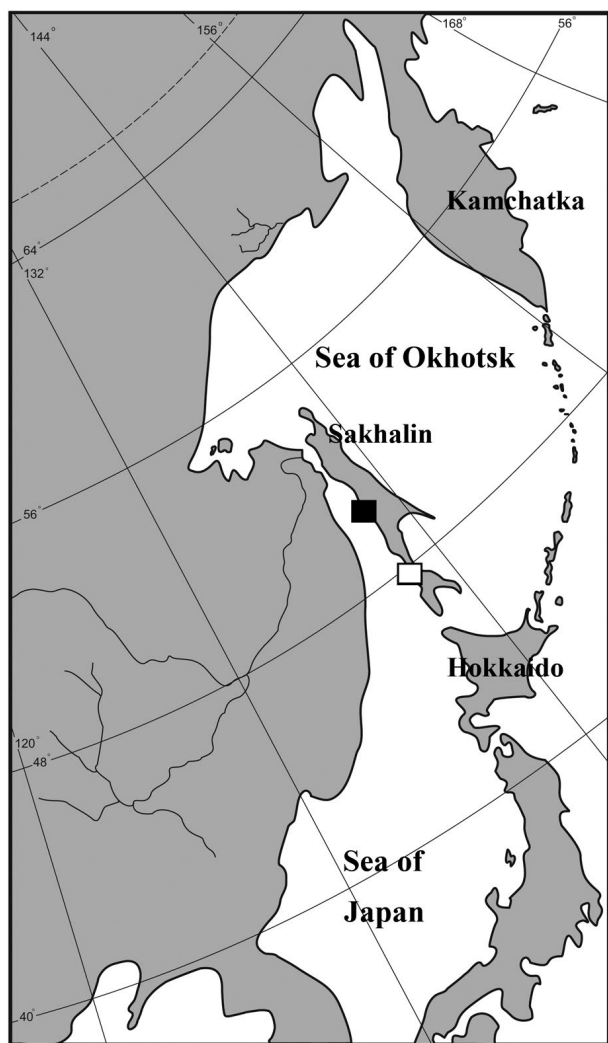 144°
156°
168°
56°
Kamchatka
64°
132°
Sea of Okhotsk
Sakhalin
56°
Hokkaido
120°
48°
Sea of
Japan
40°